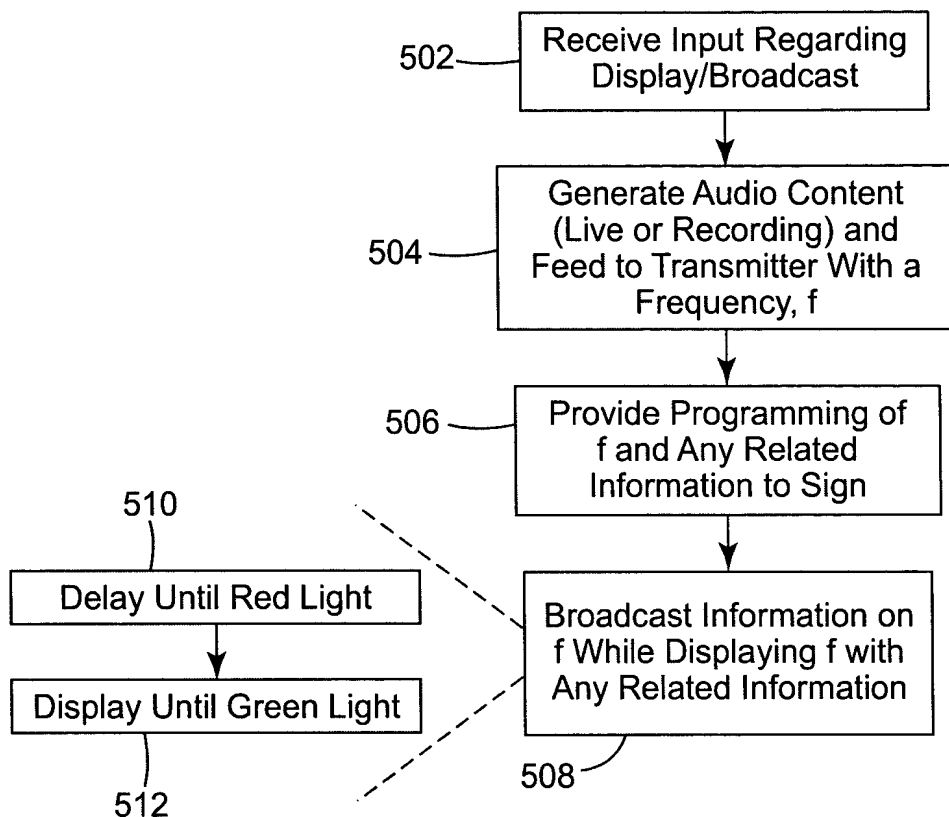 502
Receive Input Regarding
Display/Broadcast
504
Generate Audio Content
(Live or Recording) and
Feed to Transmitter With a
Frequency, f
506
Provide Programming of
f and Any Related
Information to Sign
508
Broadcast Information on
f While Displaying f with
Any Related Information
510
Delay Until Red Light
Display Until Green Light
512